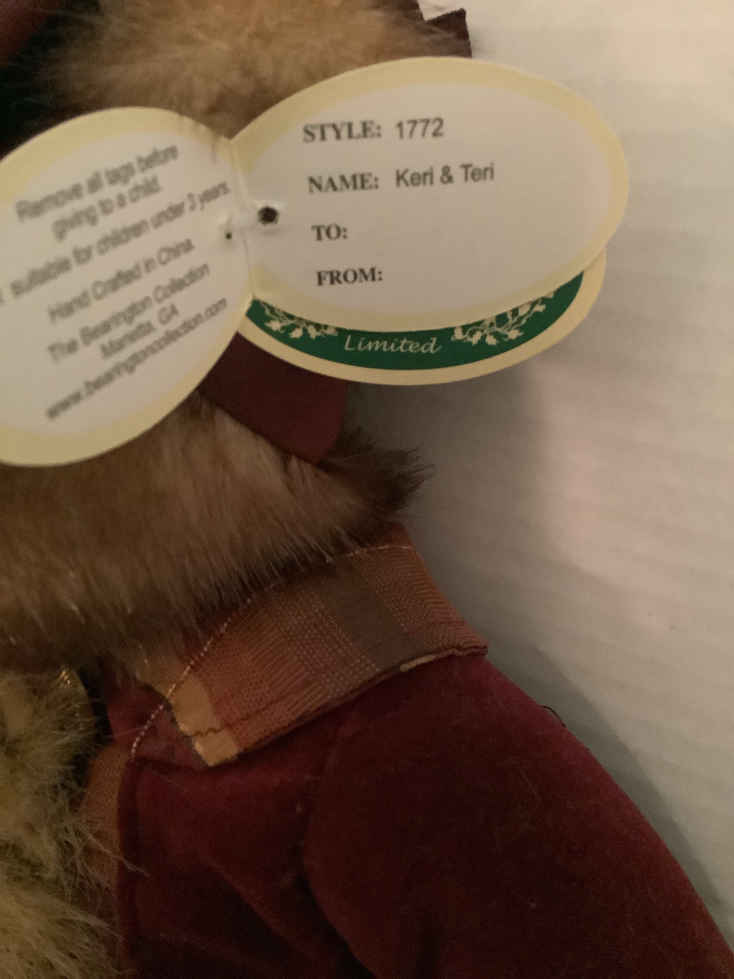 Remove all tags before
giving to a child.
suitable for children under 3 years.
Hand Crafted in China.
The Bearington Collection
Marietta, GA
www.bearingtoncollection.com
STYLE: 1772
NAME: Keri & Teri
TO:
FROM:
Limited